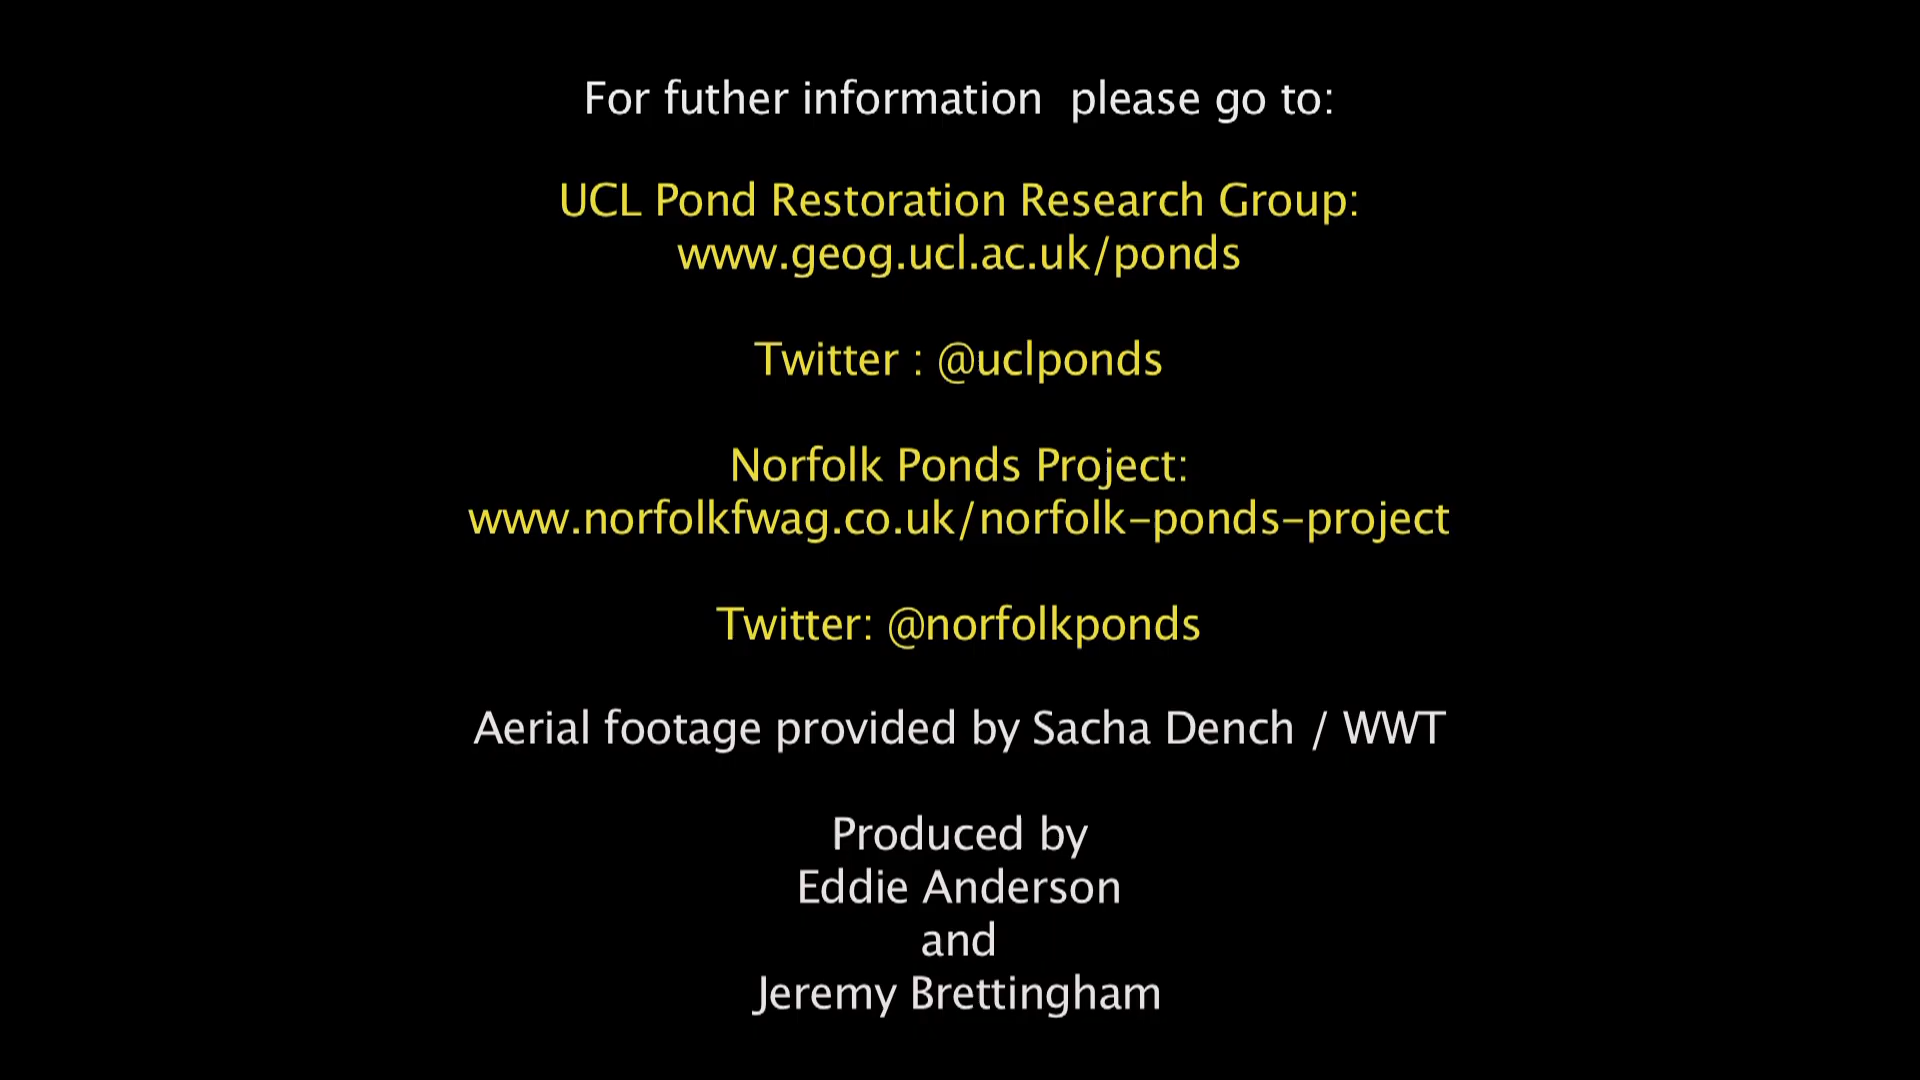 For futher information  please go to:
UCL Pond Restoration Research Group:
www.geog.ucl.ac.uk/ponds
Twitter : @uclponds
Norfolk Ponds Project:
www.norfolkfwag.co.uk/norfolk-ponds-project
Twitter: @norfolkponds
Aerial footage provided by Sacha Dench / WWT
Produced by
Eddie Anderson
and
Jeremy Brettingham